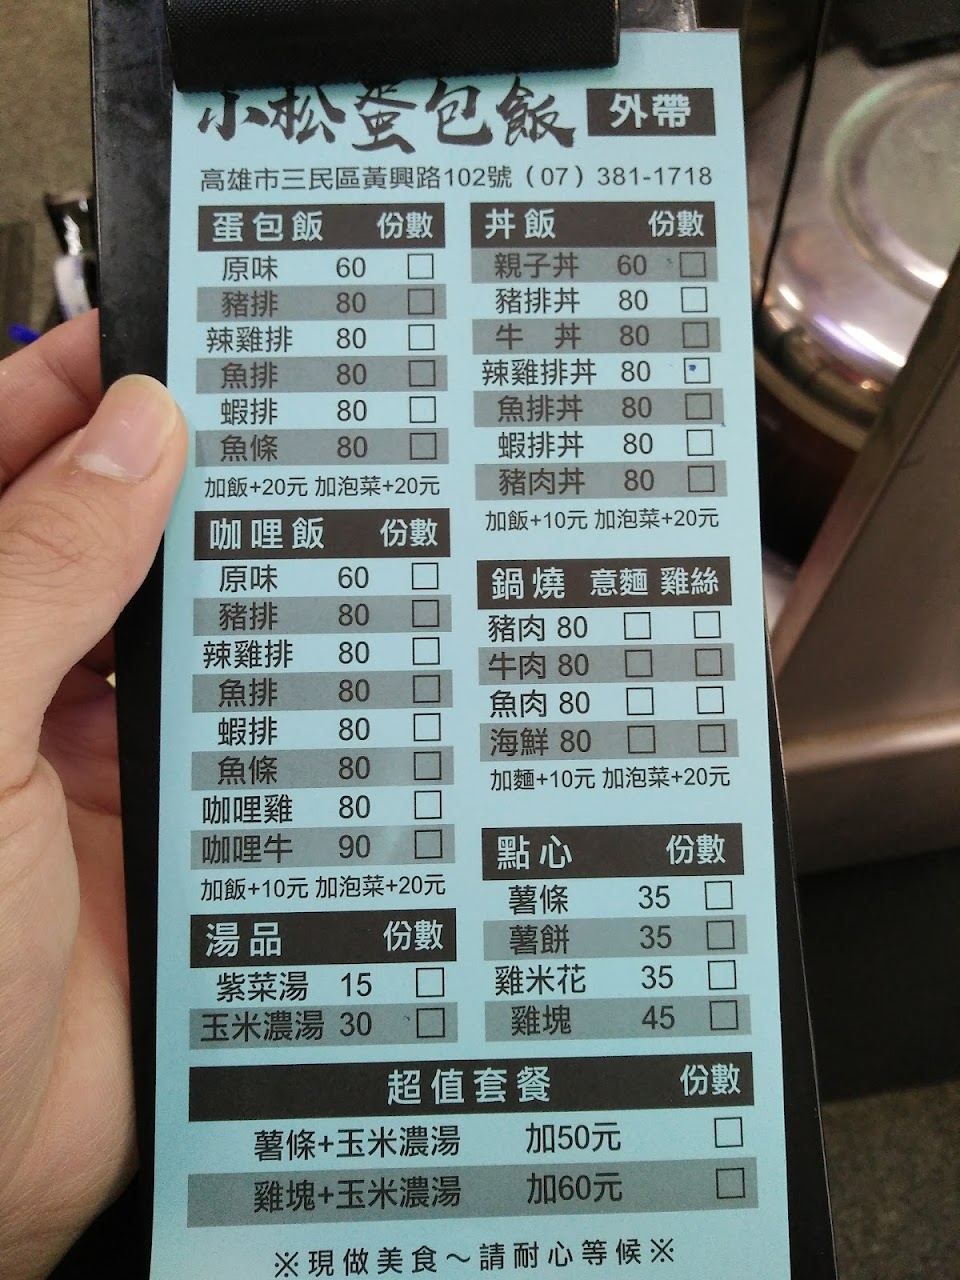 小松蛋包飯 外帶
高雄市三民區黃興路102號（07）381-1718
蛋包飯 份數
原味 60 □
豬排 80 □
辣雞排 80 □
魚排 80 □
蝦排 80 □
魚條 80 □
加飯+20元 加泡菜+20元
咖哩飯 份數
原味 60 □
豬排 80 □
辣雞排 80 □
魚排 80 □
蝦排 80 □
魚條 80 □
咖哩雞 80 □
咖哩牛 90 □
加飯+10元 加泡菜+20元
湯品 份數
紫菜湯 15 □
玉米濃湯 30 □
丼飯 份數
親子丼 60 □
豬排丼 80 □
牛 丼 80 □
辣雞排丼 80 □
魚排丼 80 □
蝦排丼 80 □
豬肉丼 80 □
加飯+10元 加泡菜+20元
鍋燒 意麵 雞絲
豬肉 80 □ □
牛肉 80 □ □
魚肉 80 □ □
海鮮 80 □ □
加麵+10元 加泡菜+20元
點心 份數
薯條 35 □
薯餅 35 □
雞米花 35 □
雞塊 45 □
超值套餐 份數
薯條+玉米濃湯 加50元 □
雞塊+玉米濃湯 加60元 □
※現做美食～請耐心等候※